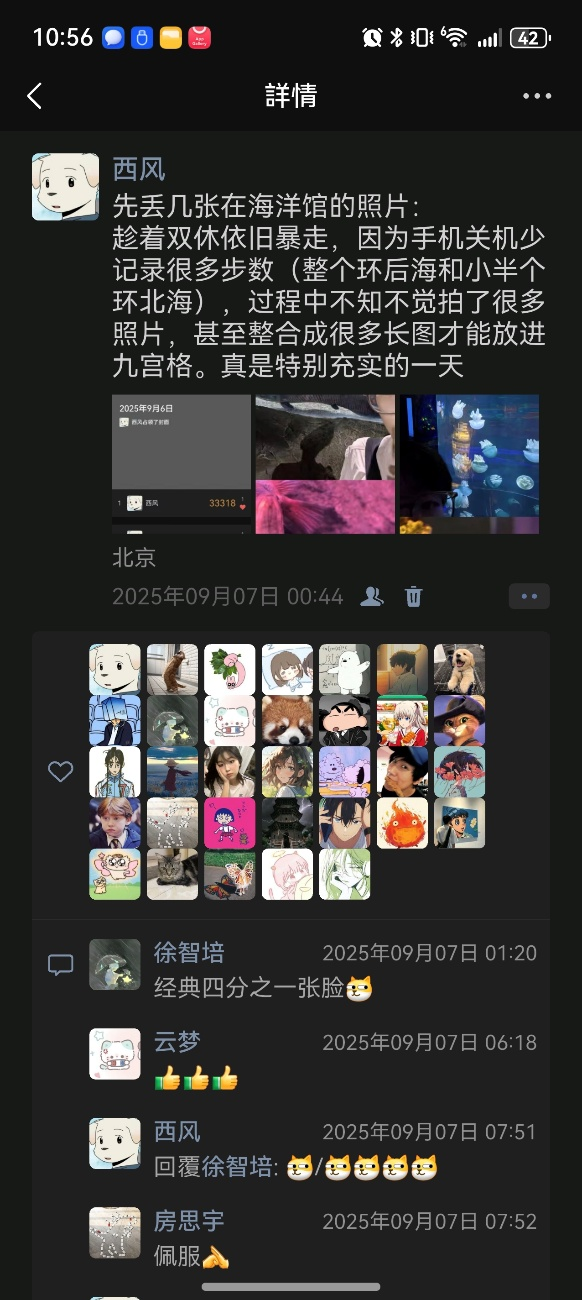 10:56
6
42
詳情
西风
先丢几张在海洋馆的照片：
趁着双休依旧暴走，因为手机关机少
记录很多步数（整个环后海和小半个
环北海），过程中不知不觉拍了很多
照片，甚至整合成很多长图才能放进
九宫格。真是特别充实的一天
2025年9月6日
西风占领了封面
1 西风 33318 1
北京
2025年09月07日 00:44
徐智培 2025年09月07日 01:20
经典四分之一张脸
云梦 2025年09月07日 06:18
👍👍👍
西风 2025年09月07日 07:51
回覆徐智培: /
房思宇 2025年09月07日 07:52
佩服